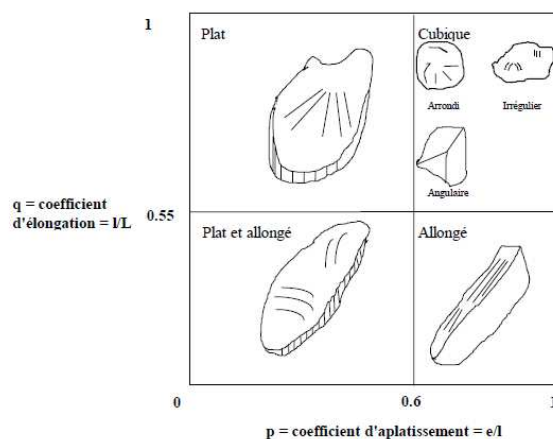 1
Plat
Cubique
Arrondi
Irrégulier
Angulaire
q = coefficient
d'élongation = l/L
0.55
Plat et allongé
Allongé
0
0.6
1
p = coefficient d'aplatissement = e/l